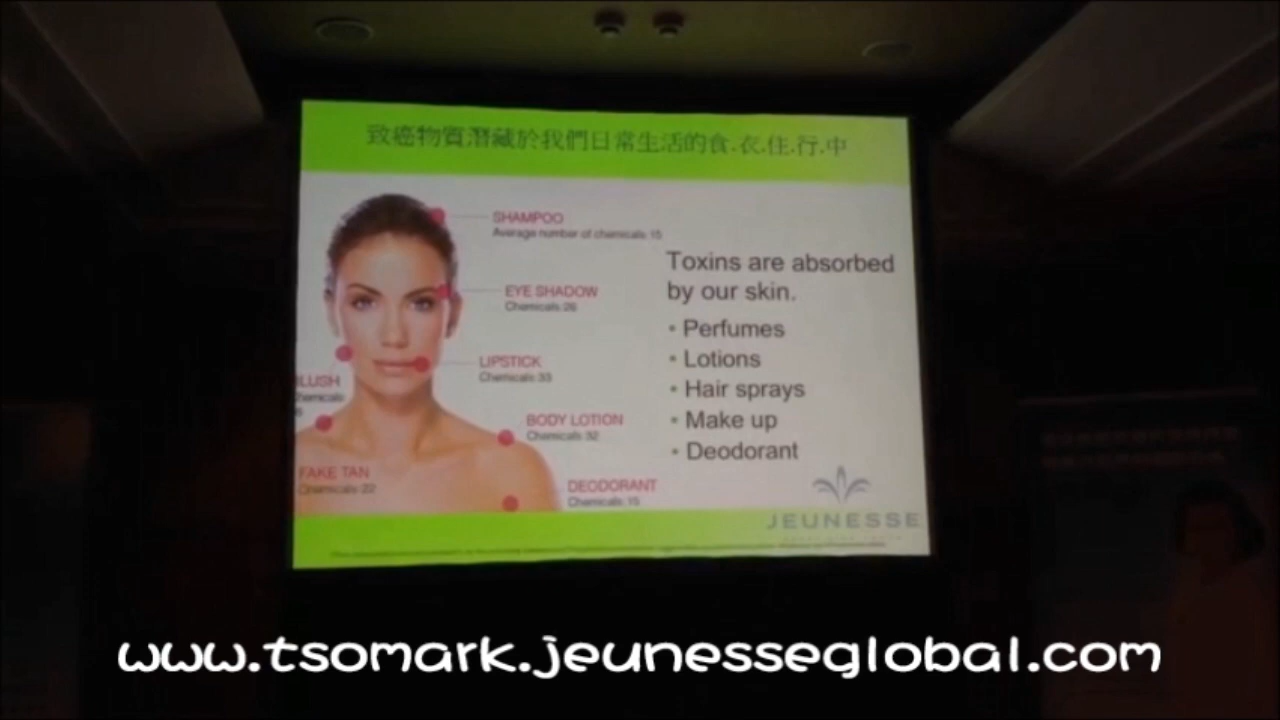 致癌物質潛藏於我們日常生活的食.衣.住.行.中
SHAMPOO
Average number of chemicals: 15
EYE SHADOW
Chemicals: 26
LIPSTICK
Chemicals: 33
LUSH
hemicals:
BODY LOTION
Chemicals: 32
FAKE TAN
Chemicals: 22
DEODORANT
Chemicals: 15
Toxins are absorbed
by our skin.
• Perfumes
• Lotions
• Hair sprays
• Make up
• Deodorant
JEUNESSE
www.tsomark.jeunesseglobal.com